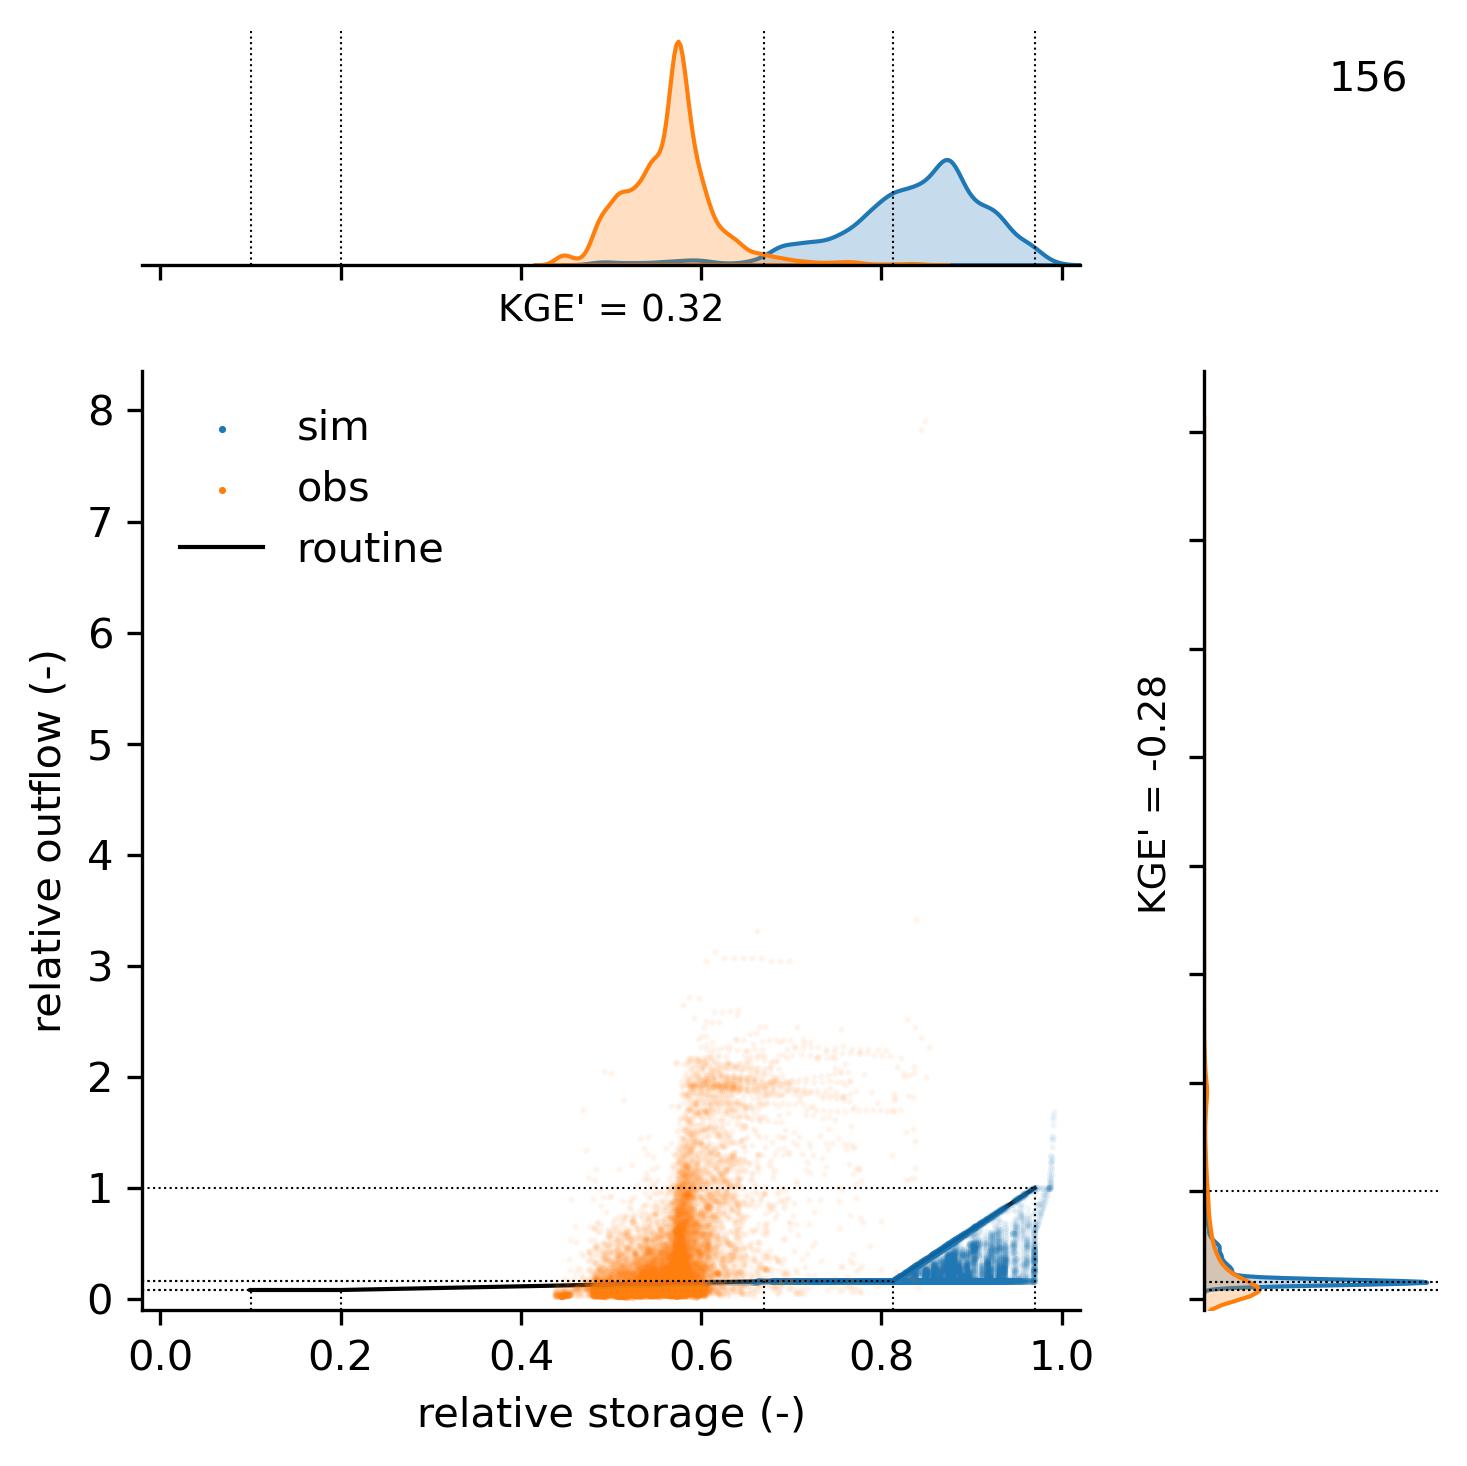 156
KGE' = 0.32
sim
obs
routine
8
7
6
5
4
3
2
1
0
relative outflow (-)
KGE' = -0.28
0.0 0.2 0.4 0.6 0.8 1.0
relative storage (-)